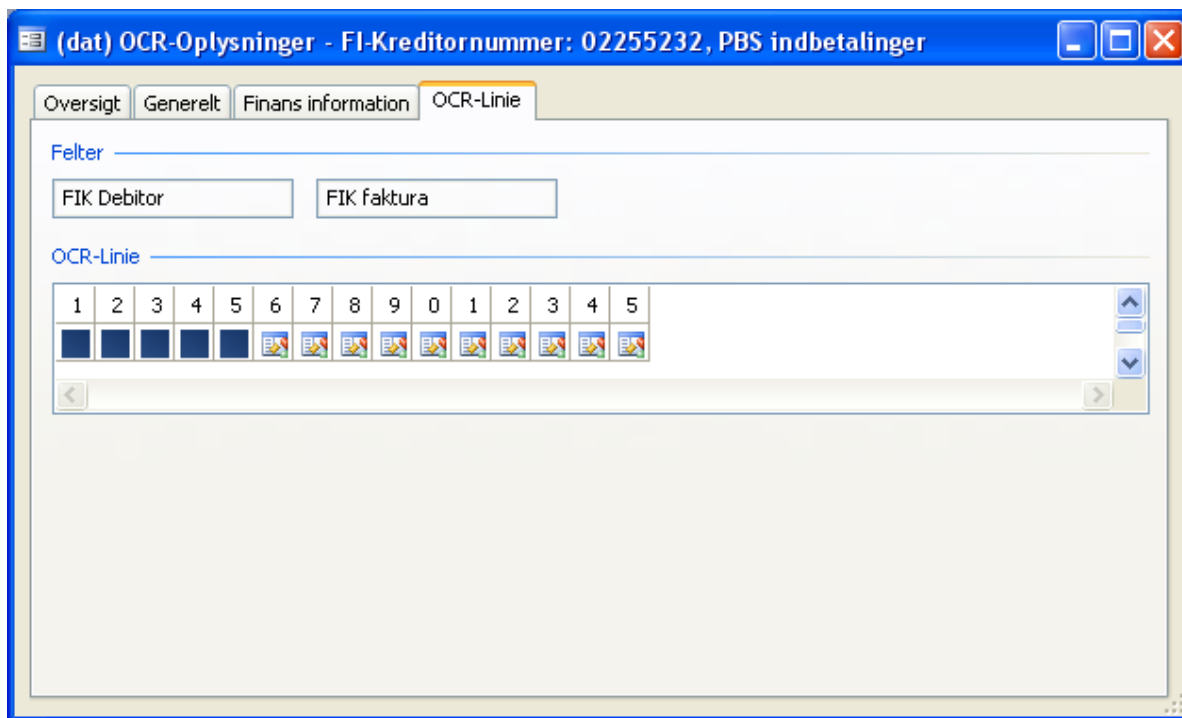 (dat) OCR-Oplysninger - FI-Kreditornummer: 02255232, PBS indbetalinger
Oversigt Generelt Finans information OCR-Linie
Felter
FIK Debitor FIK faktura
OCR-Linie
1 2 3 4 5 6 7 8 9 0 1 2 3 4 5